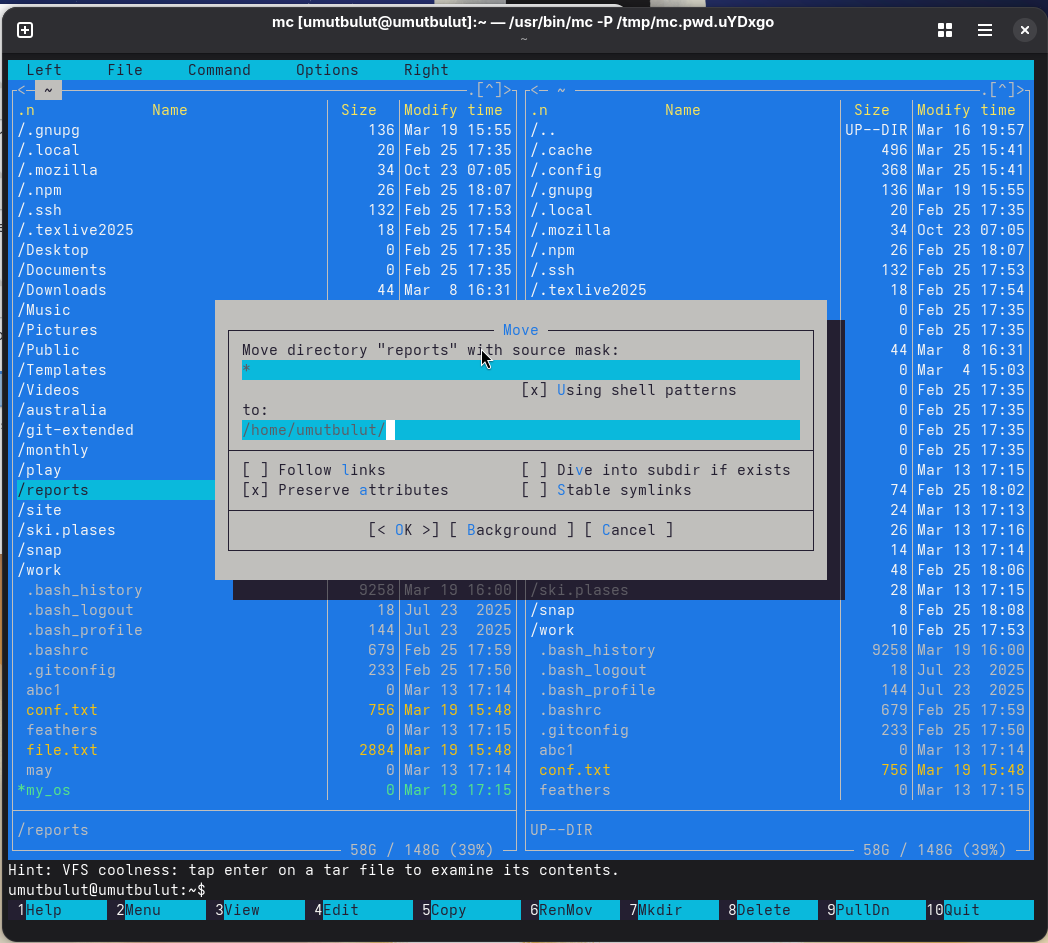 mc [umutbulut@umutbulut]:~ — /usr/bin/mc -P /tmp/mc.pwd.uYDxgo
~
Left File Command Options Right
<─ ~ .[^]>
.n Name Size Modify time
/.gnupg 136 Mar 19 15:55
/.local 20 Feb 25 17:35
/.mozilla 34 Oct 23 07:05
/.npm 26 Feb 25 18:07
/.ssh 132 Feb 25 17:53
/.texlive2025 18 Feb 25 17:54
/Desktop 0 Feb 25 17:35
/Documents 0 Feb 25 17:35
/Downloads 44 Mar 8 16:31
/Music
/Pictures
/Public
/Templates
/Videos
/australia
/git-extended
/monthly
/play
/reports
/site
/ski.plases
/snap
/work
.bash_history 9258 Mar 19 16:00
.bash_logout 18 Jul 23 2025
.bash_profile 144 Jul 23 2025
.bashrc 679 Feb 25 17:59
.gitconfig 233 Feb 25 17:50
abc1 0 Mar 13 17:14
conf.txt 756 Mar 19 15:48
feathers 0 Mar 13 17:15
file.txt 2884 Mar 19 15:48
may 0 Mar 13 17:14
*my_os 0 Mar 13 17:15
/reports
58G / 148G (39%)
<─ ~ .[^]>
.n Name Size Modify time
/.. UP--DIR Mar 16 19:57
/.cache 496 Mar 25 15:41
/.config 368 Mar 25 15:41
/.gnupg 136 Mar 19 15:55
/.local 20 Feb 25 17:35
/.mozilla 34 Oct 23 07:05
/.npm 26 Feb 25 18:07
/.ssh 132 Feb 25 17:53
/.texlive2025 18 Feb 25 17:54
0 Feb 25 17:35
0 Feb 25 17:35
44 Mar 8 16:31
0 Mar 4 15:03
0 Feb 25 17:35
0 Feb 25 17:35
0 Feb 25 17:35
0 Feb 25 17:35
0 Mar 13 17:15
74 Feb 25 18:02
24 Mar 13 17:13
26 Mar 13 17:16
14 Mar 13 17:14
48 Feb 25 18:06
/ski.plases 28 Mar 13 17:15
/snap 8 Feb 25 18:08
/work 10 Feb 25 17:53
.bash_history 9258 Mar 19 16:00
.bash_logout 18 Jul 23 2025
.bash_profile 144 Jul 23 2025
.bashrc 679 Feb 25 17:59
.gitconfig 233 Feb 25 17:50
abc1 0 Mar 13 17:14
conf.txt 756 Mar 19 15:48
feathers 0 Mar 13 17:15
UP--DIR
58G / 148G (39%)
Move
Move directory "reports" with source mask:
*
[x] Using shell patterns
to:
/home/umutbulut/
[ ] Follow links [ ] Dive into subdir if exists
[x] Preserve attributes [ ] Stable symlinks
[< OK >] [ Background ] [ Cancel ]
Hint: VFS coolness: tap enter on a tar file to examine its contents.
umutbulut@umutbulut:~$
1Help 2Menu 3View 4Edit 5Copy 6RenMov 7Mkdir 8Delete 9PullDn 10Quit